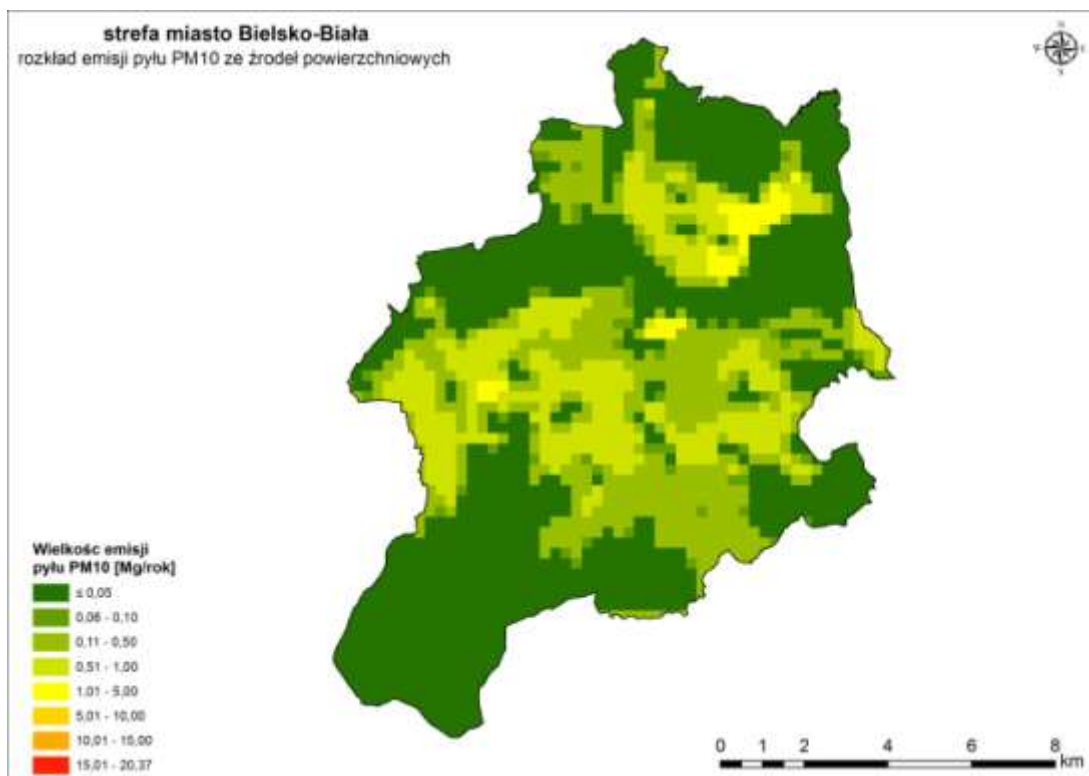 strefa miasto Bielsko-Biała
rozkład emisji pyłu PM10 ze źrodeł powierzchniowych
Wielkośc emisji
pyłu PM10 [Mg/rok]
≤ 0,05
0,06 - 0,10
0,11 - 0,50
0,51 - 1,00
1,01 - 5,00
5,01 - 10,00
10,01 - 15,00
15,01 - 20,37
0 1 2 4 6 8
km